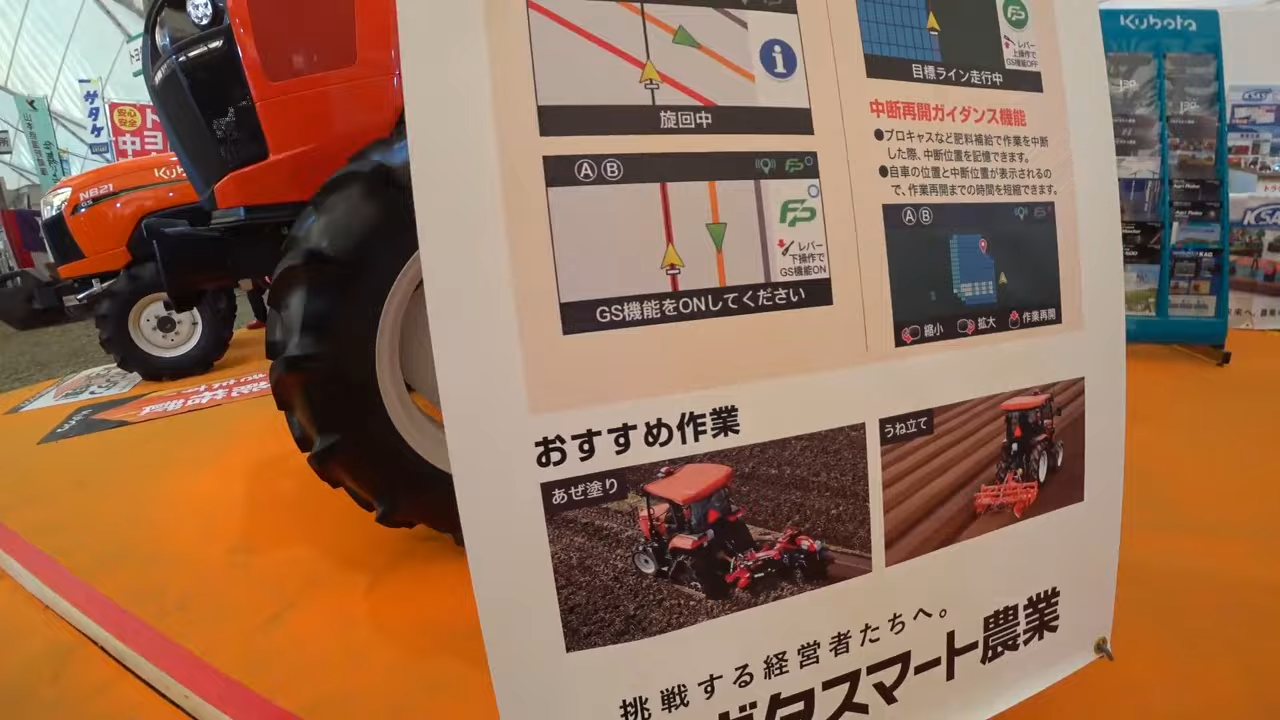 旋回中
Ⓐ Ⓑ
FP
FP
レバー
下操作で
GS機能ON
GS機能をONしてください
FP
レバー
上操作で
GS機能OFF
目標ライン走行中
中断再開ガイダンス機能
●ブロキャスなど肥料補給で作業を中断
した際、中断位置を記憶できます。
●自車の位置と中断位置が表示されるの
で、作業再開までの時間を短縮できます。
Ⓐ Ⓑ
縮小
拡大
作業再開
おすすめ作業
あぜ塗り
うね立て
挑戦する経営者たちへ。
ボタスマート農業
Kubota
サタケ
安心
安全
NB21
KSAS
KSAS